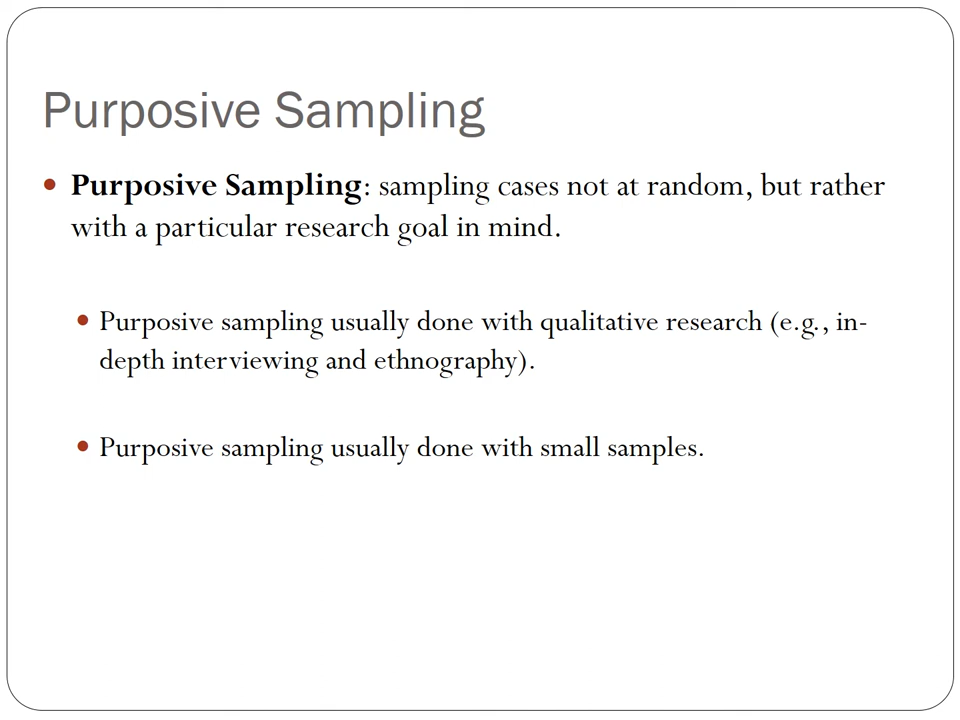 Purposive Sampling
• Purposive Sampling: sampling cases not at random, but rather
with a particular research goal in mind.
• Purposive sampling usually done with qualitative research (e.g., in-
depth interviewing and ethnography).
• Purposive sampling usually done with small samples.